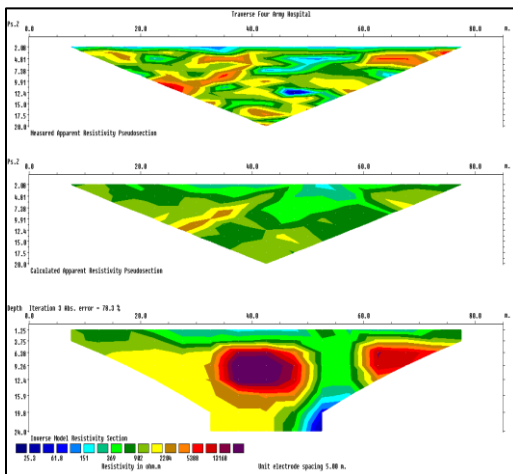 Traverse Four Army Hospital
Ps.Z 0.0 20.0 40.0 60.0 m.
2.00
4.81
7.38
9.91
12.4
15.0
17.5
20.0
Measured Apparent Resistivity Pseudosection
Ps.Z 0.0 20.0 40.0 60.0 m.
2.00
4.81
7.38
9.91
12.4
15.0
17.5
20.0
Calculated Apparent Resistivity Pseudosection
Depth Iteration 3 Abs. error = 78.3 %
0.0 20.0 40.0 60.0 m.
1.25
3.75
6.38
9.26
12.4
15.9
19.8
24.0
Inverse Model Resistivity Section
25.3 61.8 151 369 902 2204 5388 13168
Resistivity in ohm.m Unit electrode spacing 5.00 m.